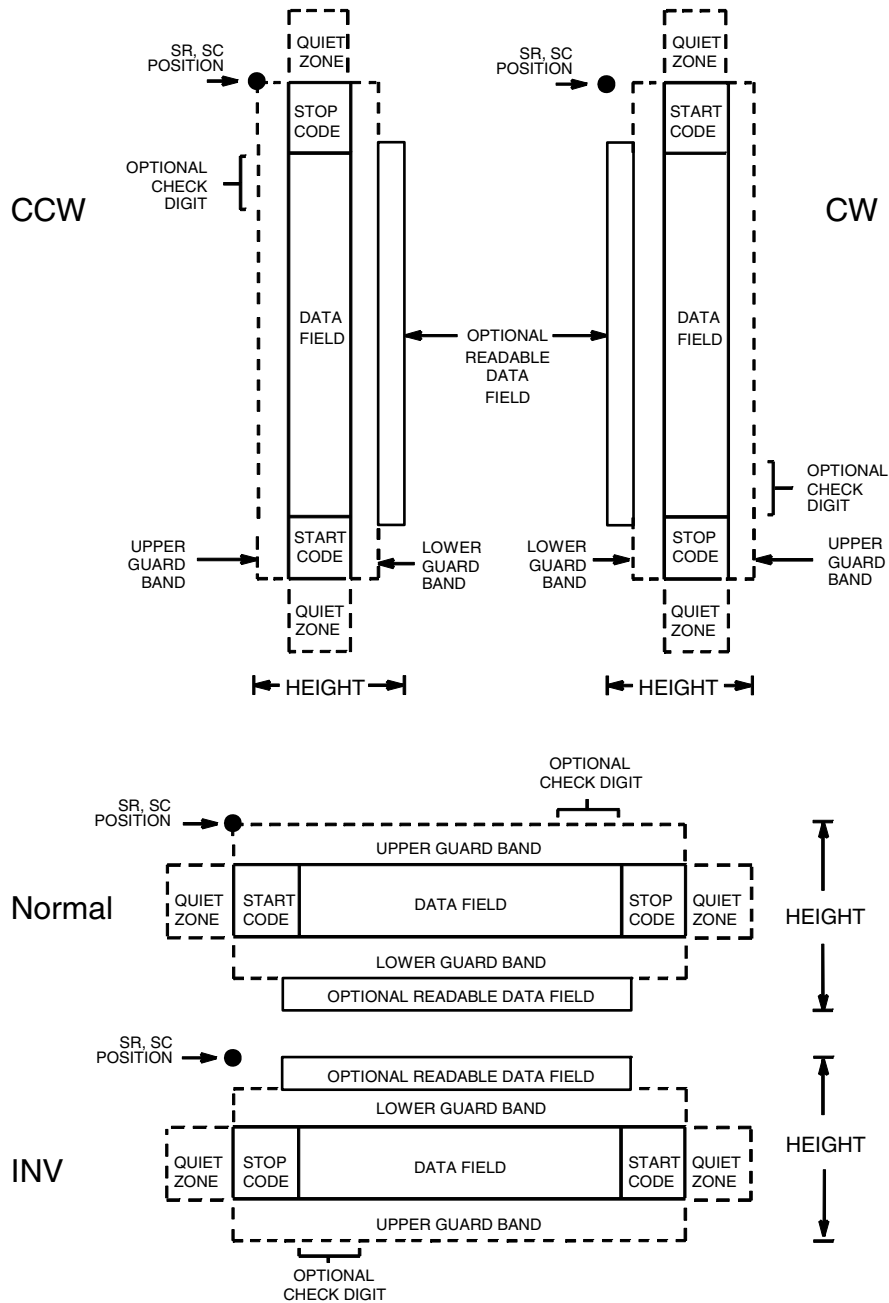 QUIET
ZONE
SR, SC
POSITION
STOP
CODE
OPTIONAL
CHECK
DIGIT
CCW
DATA
FIELD
START
CODE
UPPER
GUARD
BAND
LOWER
GUARD
BAND
QUIET
ZONE
HEIGHT
OPTIONAL
READABLE
DATA
FIELD
QUIET
ZONE
SR, SC
POSITION
START
CODE
CW
DATA
FIELD
OPTIONAL
CHECK
DIGIT
STOP
CODE
LOWER
GUARD
BAND
UPPER
GUARD
BAND
QUIET
ZONE
HEIGHT
OPTIONAL
CHECK DIGIT
SR, SC
POSITION
UPPER GUARD BAND
Normal
QUIET
ZONE
START
CODE
DATA FIELD
STOP
CODE
QUIET
ZONE
HEIGHT
LOWER GUARD BAND
OPTIONAL READABLE DATA FIELD
SR, SC
POSITION
OPTIONAL READABLE DATA FIELD
LOWER GUARD BAND
INV
QUIET
ZONE
STOP
CODE
DATA FIELD
START
CODE
QUIET
ZONE
HEIGHT
UPPER GUARD BAND
OPTIONAL
CHECK DIGIT